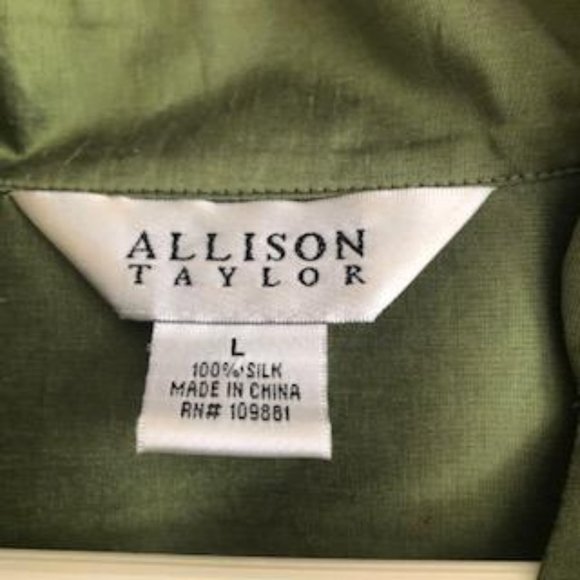 ALLISON
TAYLOR
L
100% SILK
MADE IN CHINA
RN# 109881